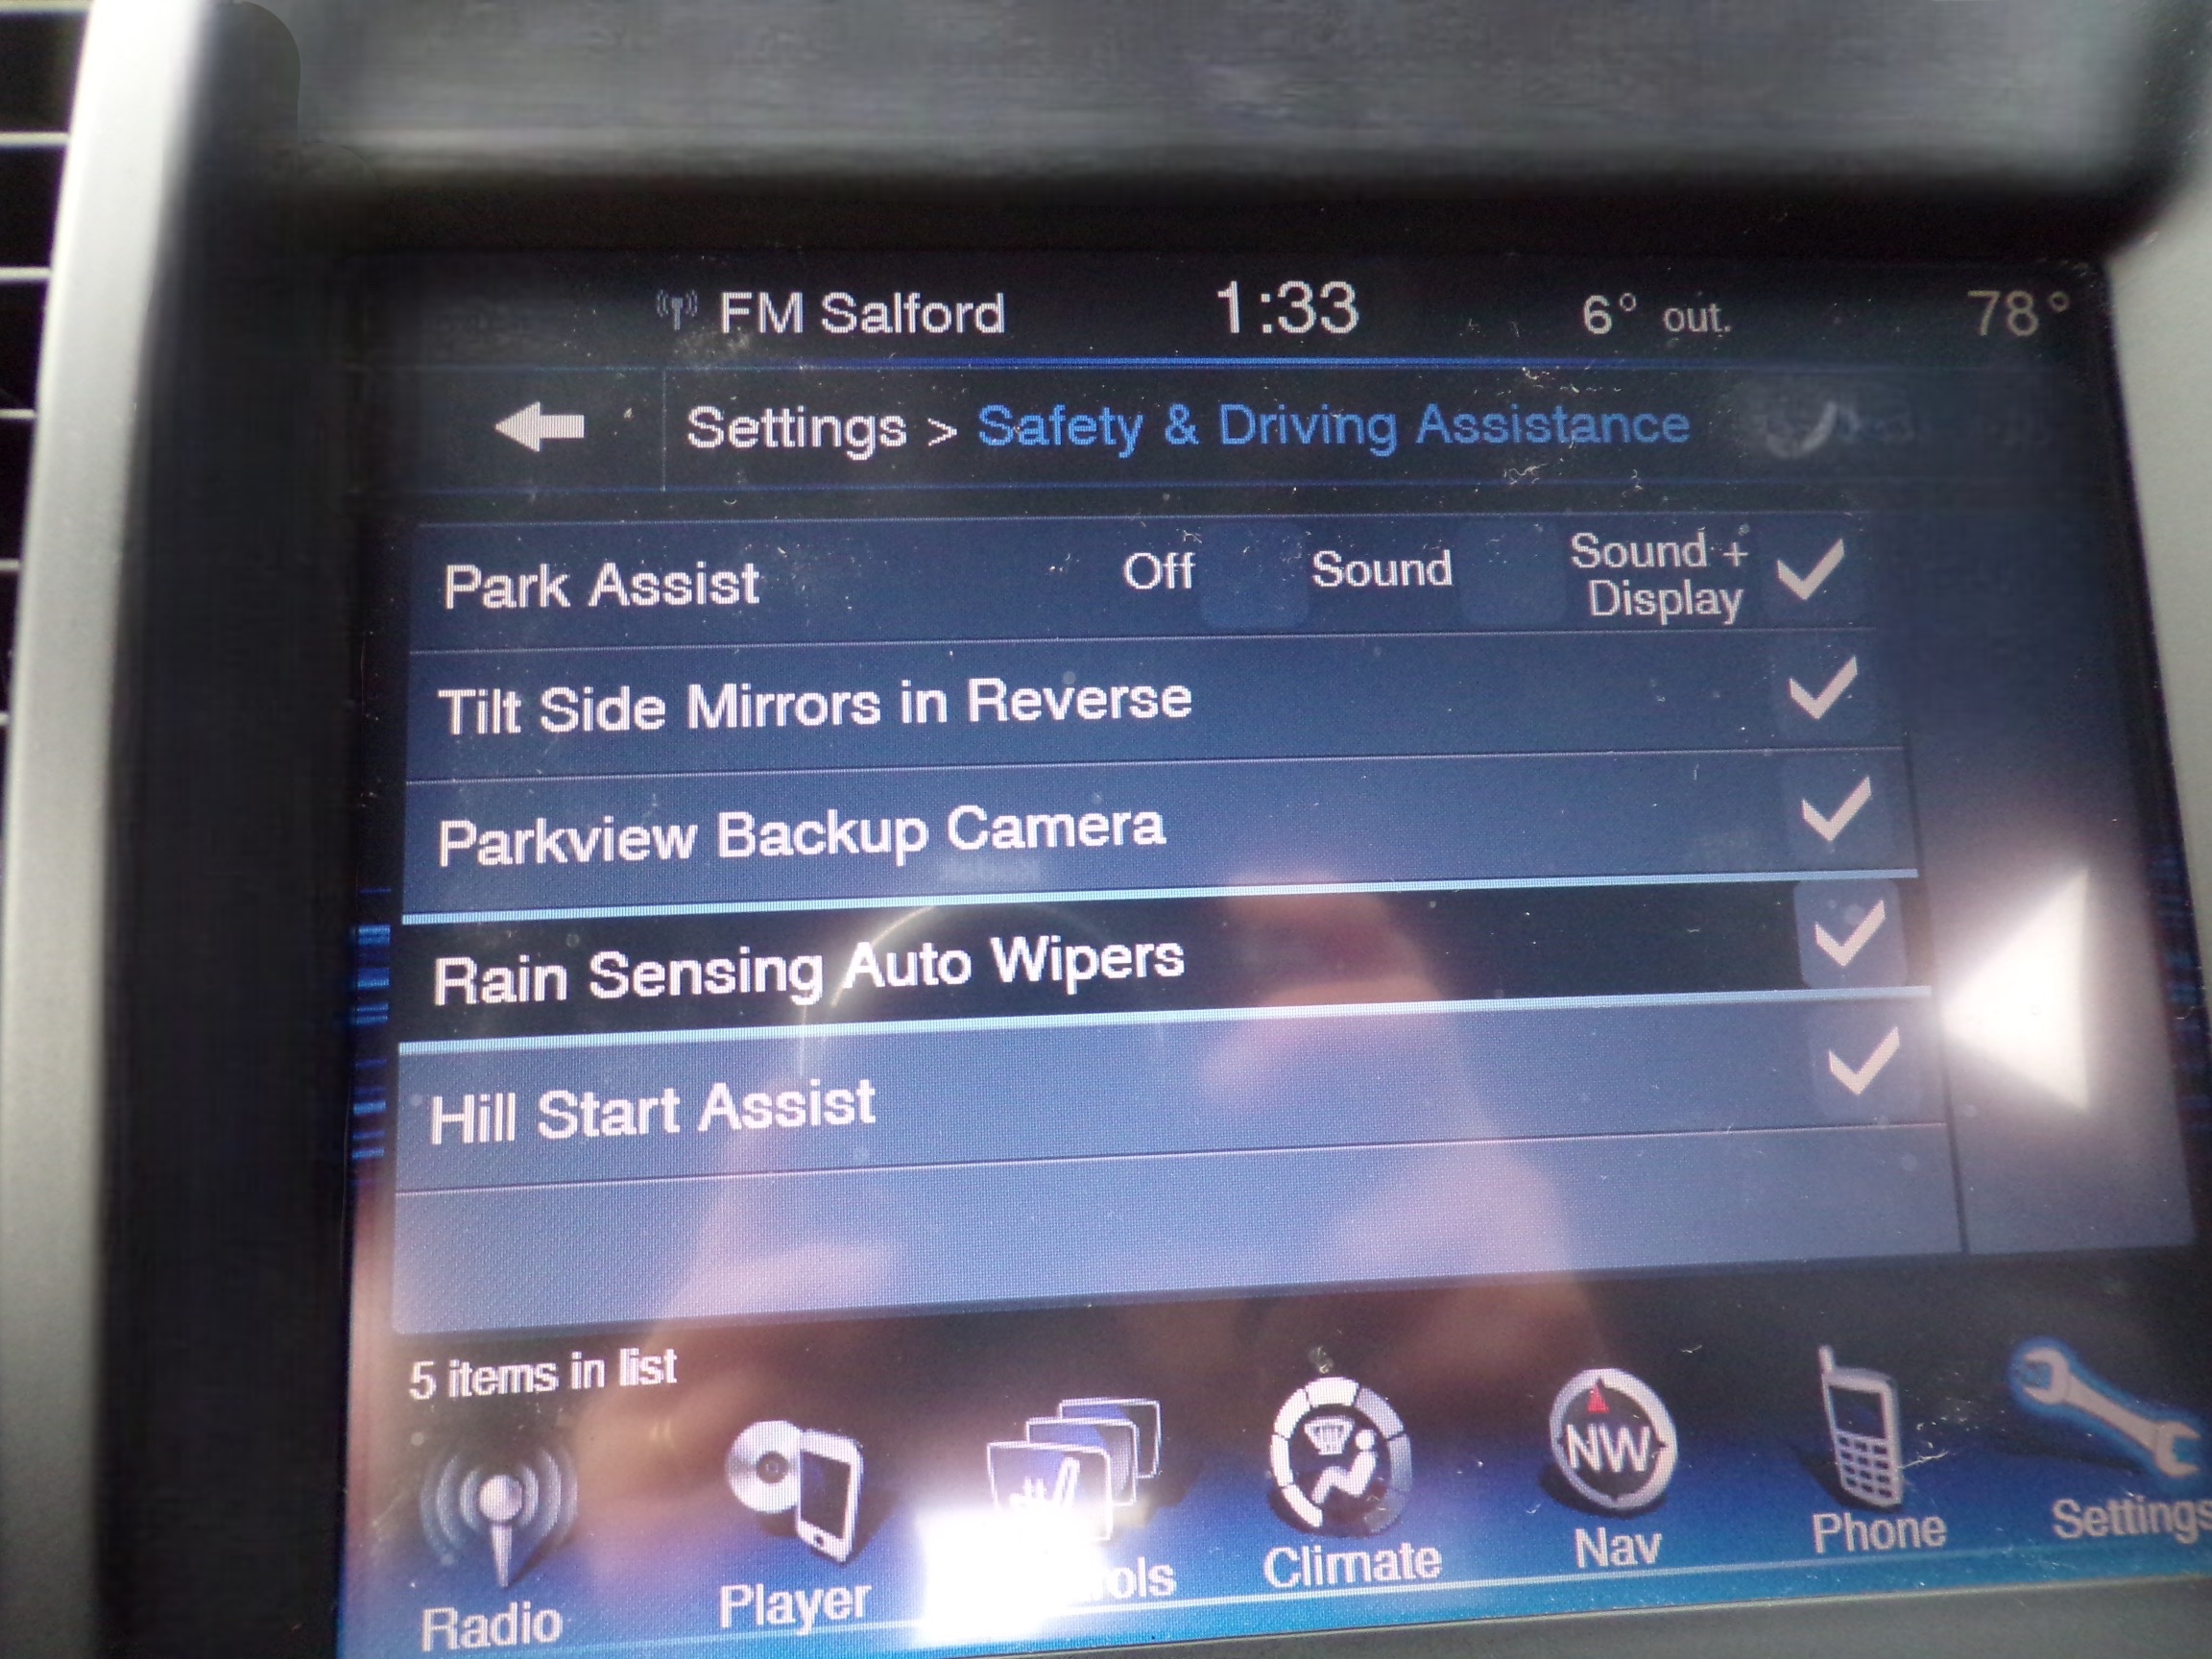 FM Salford 1:33 6° out. 78°
Settings > Safety & Driving Assistance
Park Assist Off Sound Sound + Display
Tilt Side Mirrors in Reverse
Parkview Backup Camera
Rain Sensing Auto Wipers
Hill Start Assist
5 items in list
NW
Radio Player Climate Nav Phone Settings